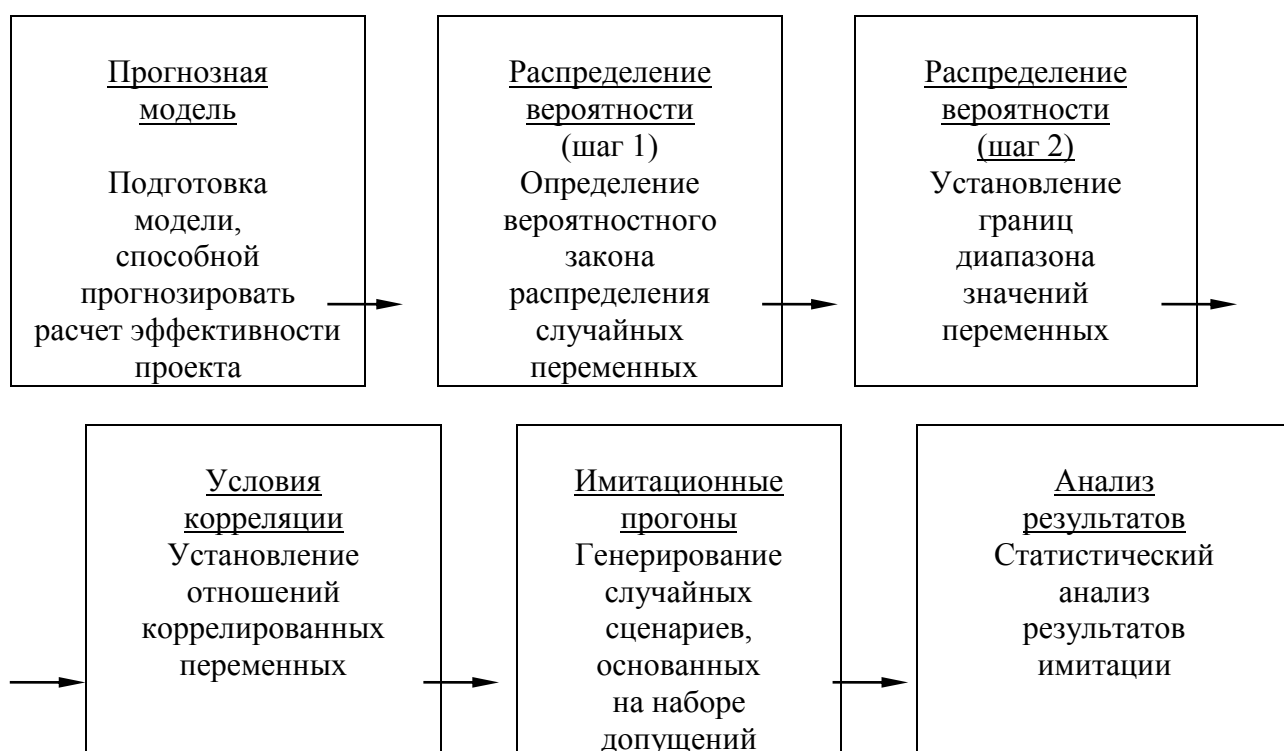 Прогнозная
модель
Подготовка
модели,
способной
прогнозировать
расчет эффективности
проекта
Распределение
вероятности
(шаг 1)
Определение
вероятностного
закона
распределения
случайных
переменных
Распределение
вероятности
(шаг 2)
Установление
границ
диапазона
значений
переменных
Условия
корреляции
Установление
отношений
коррелированных
переменных
Имитационные
прогоны
Генерирование
случайных
сценариев,
основанных
на наборе
допущений
Анализ
результатов
Статистический
анализ
результатов
имитации